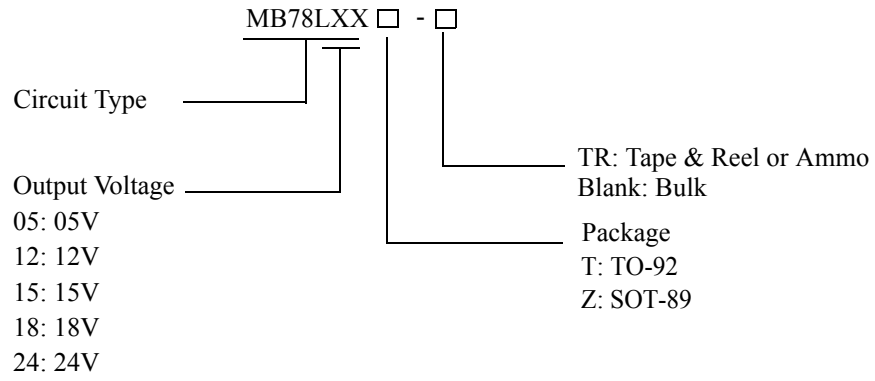 MB78LXX □ - □
Circuit Type
Output Voltage
05: 05V
12: 12V
15: 15V
18: 18V
24: 24V
TR: Tape & Reel or Ammo
Blank: Bulk
Package
T: TO-92
Z: SOT-89